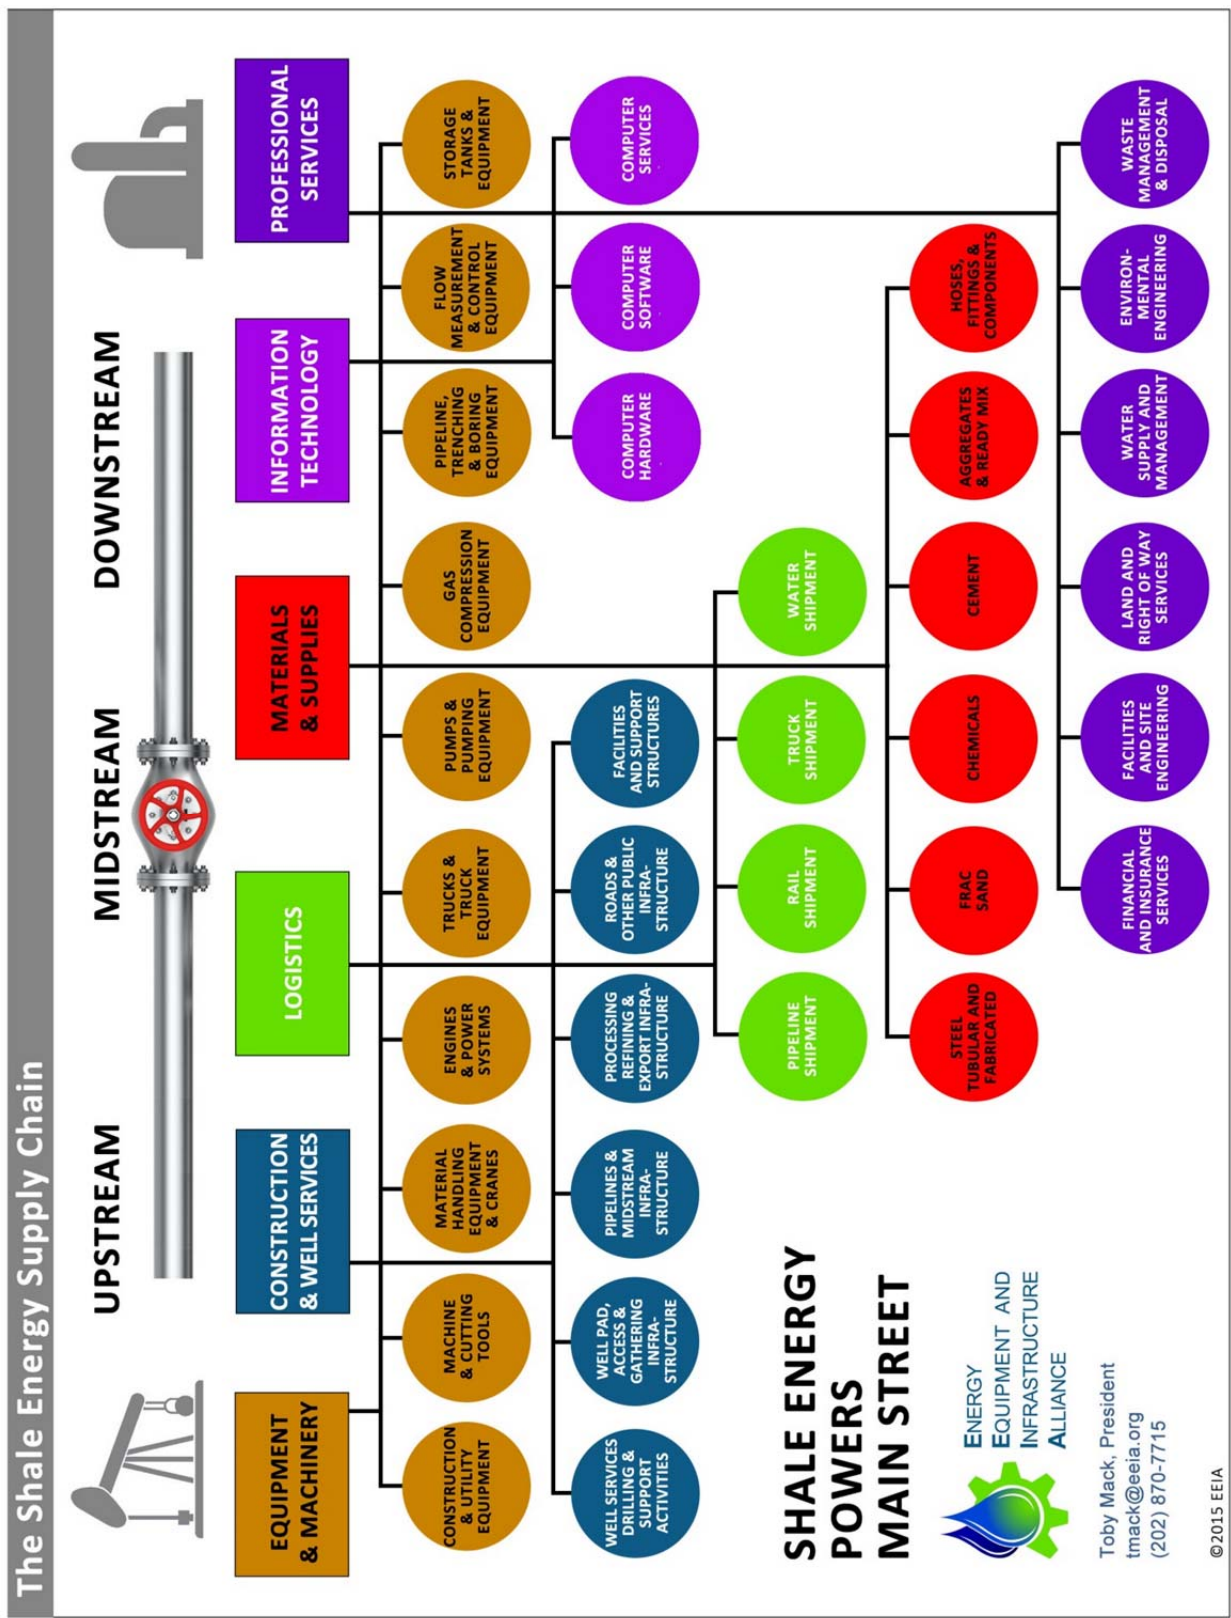 The Shale Energy Supply Chain
UPSTREAM
MIDSTREAM
DOWNSTREAM
EQUIPMENT
& MACHINERY
CONSTRUCTION
& WELL SERVICES
LOGISTICS
MATERIALS
& SUPPLIES
INFORMATION
TECHNOLOGY
PROFESSIONAL
SERVICES
CONSTRUCTION
& UTILITY
EQUIPMENT
MACHINE
& CUTTING
TOOLS
MATERIAL
HANDLING
EQUIPMENT
& CRANES
ENGINES
& POWER
SYSTEMS
TRUCKS &
TRUCK
EQUIPMENT
PUMPS &
PUMPING
EQUIPMENT
GAS
COMPRESSION
EQUIPMENT
PIPELINE,
TRENCHING
& BORING
EQUIPMENT
FLOW
MEASUREMENT
& CONTROL
EQUIPMENT
STORAGE
TANKS &
EQUIPMENT
WELL SERVICES
DRILLING &
SUPPORT
ACTIVITIES
WELL PAD,
ACCESS &
GATHERING
INFRA-
STRUCTURE
PIPELINES &
MIDSTREAM
INFRA-
STRUCTURE
PROCESSING
REFINING &
EXPORT INFRA-
STRUCTURE
ROADS &
OTHER PUBLIC
INFRA-
STRUCTURE
FACILITIES
AND SUPPORT
STRUCTURES
COMPUTER
HARDWARE
COMPUTER
SOFTWARE
COMPUTER
SERVICES
PIPELINE
SHIPMENT
RAIL
SHIPMENT
TRUCK
SHIPMENT
WATER
SHIPMENT
STEEL
TUBULAR AND
FABRICATED
FRAC
SAND
CHEMICALS
CEMENT
AGGREGATES
& READY MIX
HOSES,
FITTINGS &
COMPONENTS
FINANCIAL
AND INSURANCE
SERVICES
FACILITIES
AND SITE
ENGINEERING
LAND AND
RIGHT OF WAY
SERVICES
WATER
SUPPLY AND
MANAGEMENT
ENVIRON-
MENTAL
ENGINEERING
WASTE
MANAGEMENT
& DISPOSAL
SHALE ENERGY
POWERS
MAIN STREET
ENERGY
EQUIPMENT AND
INFRASTRUCTURE
ALLIANCE
Toby Mack, President
tmack@eeia.org
(202) 870-7715
©2015 EEIA